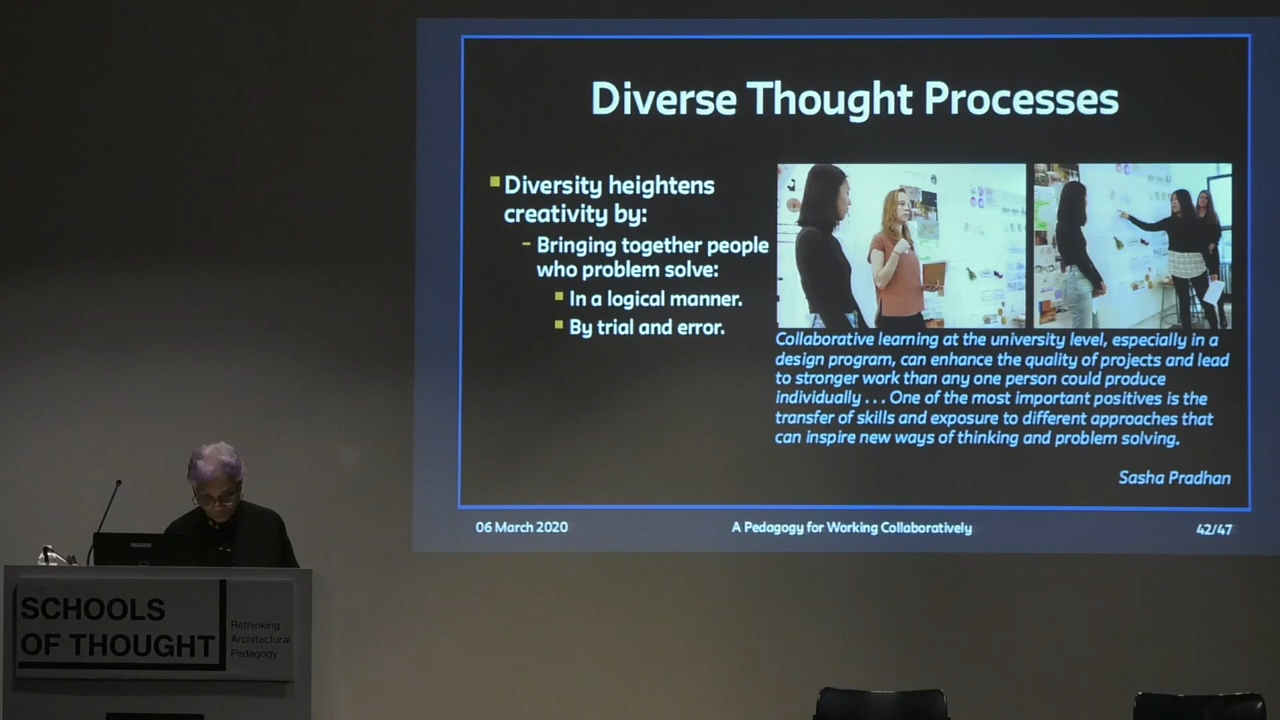 Diverse Thought Processes
Diversity heightens
creativity by:
– Bringing together people
who problem solve:
In a logical manner.
By trial and error.
Collaborative learning at the university level, especially in a
design program, can enhance the quality of projects and lead
to stronger work than any one person could produce
individually . . . One of the most important positives is the
transfer of skills and exposure to different approaches that
can inspire new ways of thinking and problem solving.
Sasha Pradhan
06 March 2020
A Pedagogy for Working Collaboratively
42/47
SCHOOLS
OF THOUGHT
Rethinking
Architectural
Pedagogy